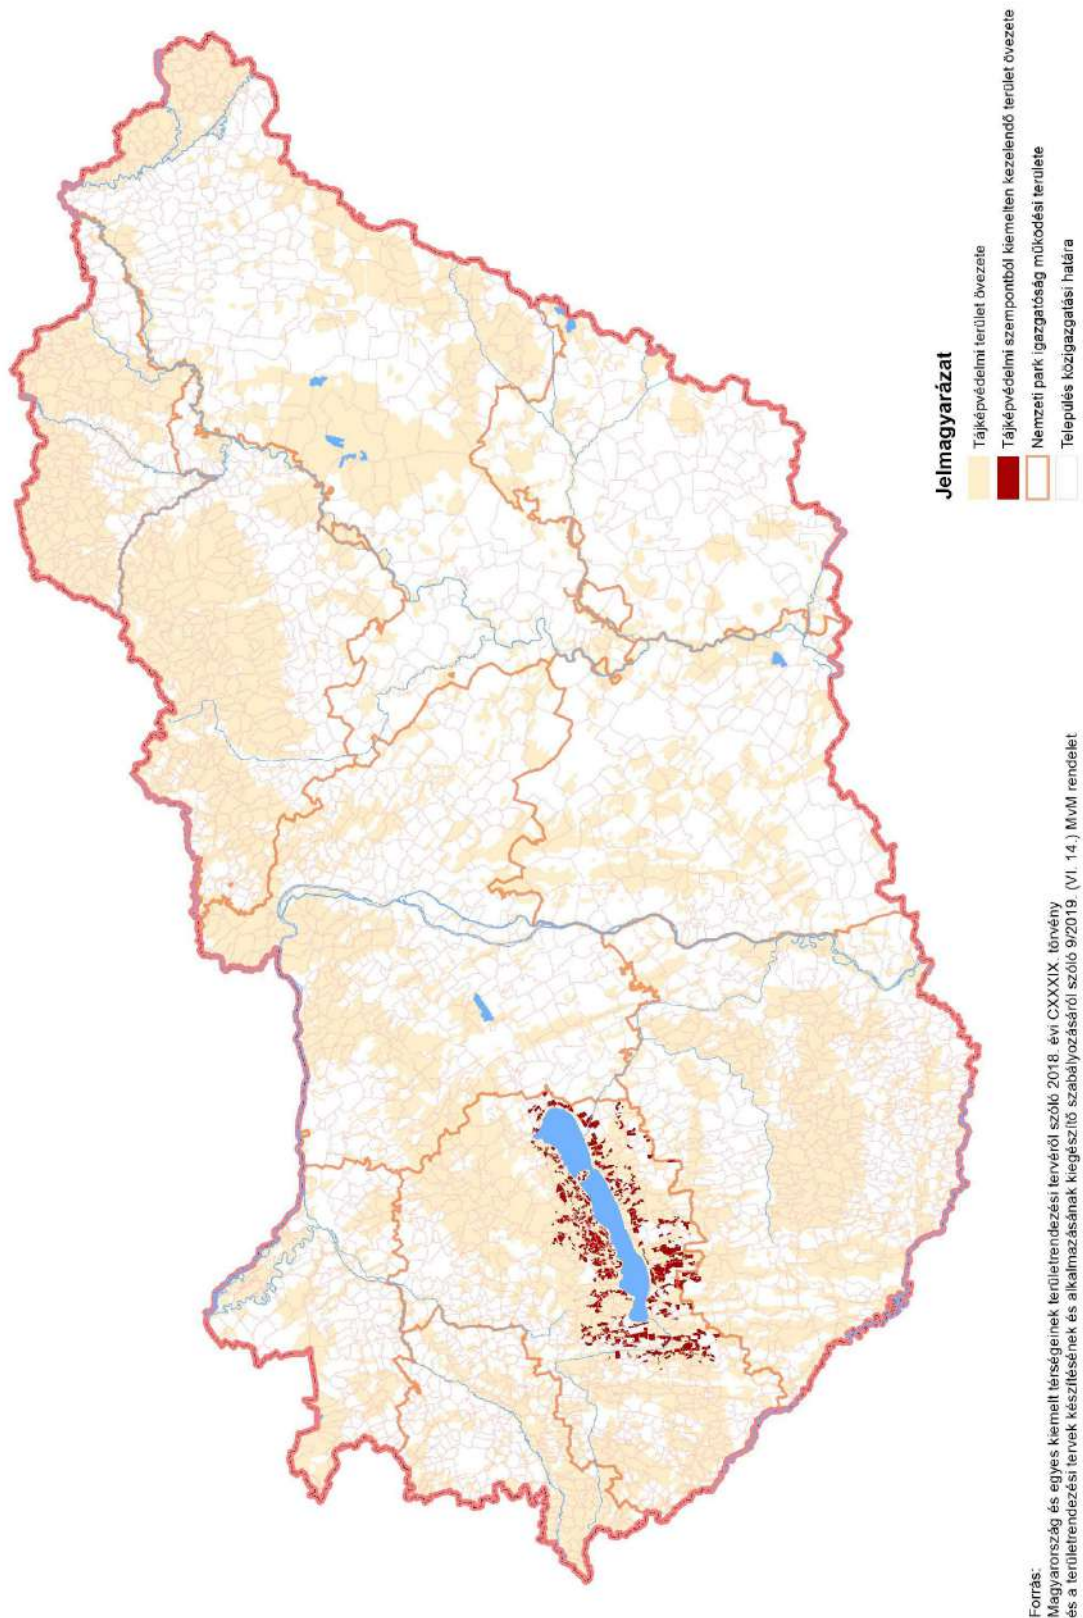 Jelmagyarázat
Tájképvédelmi terület övezete
Tájképvédelmi szempontból kiemelten kezelendő terület övezete
Nemzeti park igazgatóság működési területe
Település közigazgatási határa
Forrás:
Magyarország és egyes kiemelt térségeinek területrendezési tervéről szóló 2018. évi CXXXIX. törvény
és a területrendezési tervek készítésének és alkalmazásának kiegészítő szabályozásáról szóló 9/2019. (VI. 14.) MvM rendelet